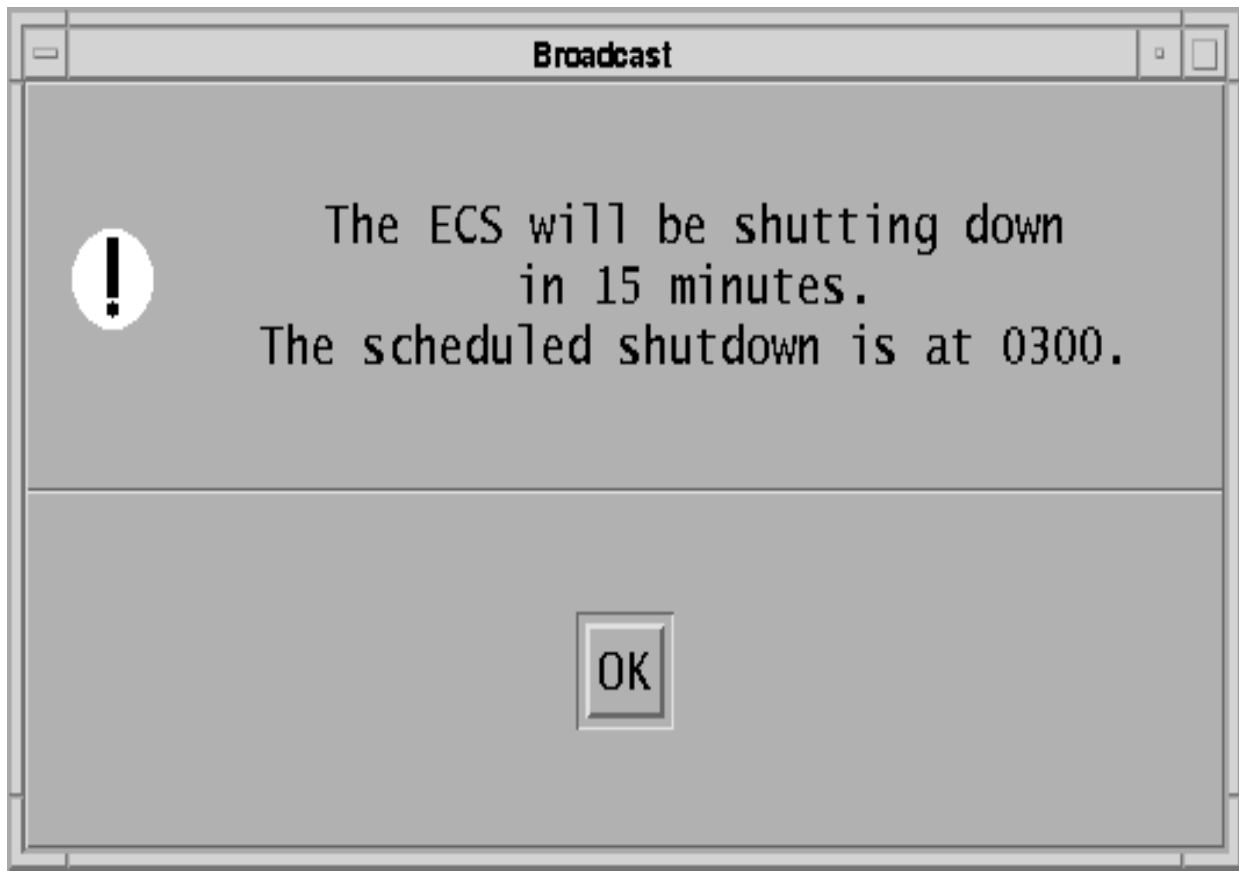 Broadcast
The ECS will be shutting down
in 15 minutes.
The scheduled shutdown is at 0300.
OK